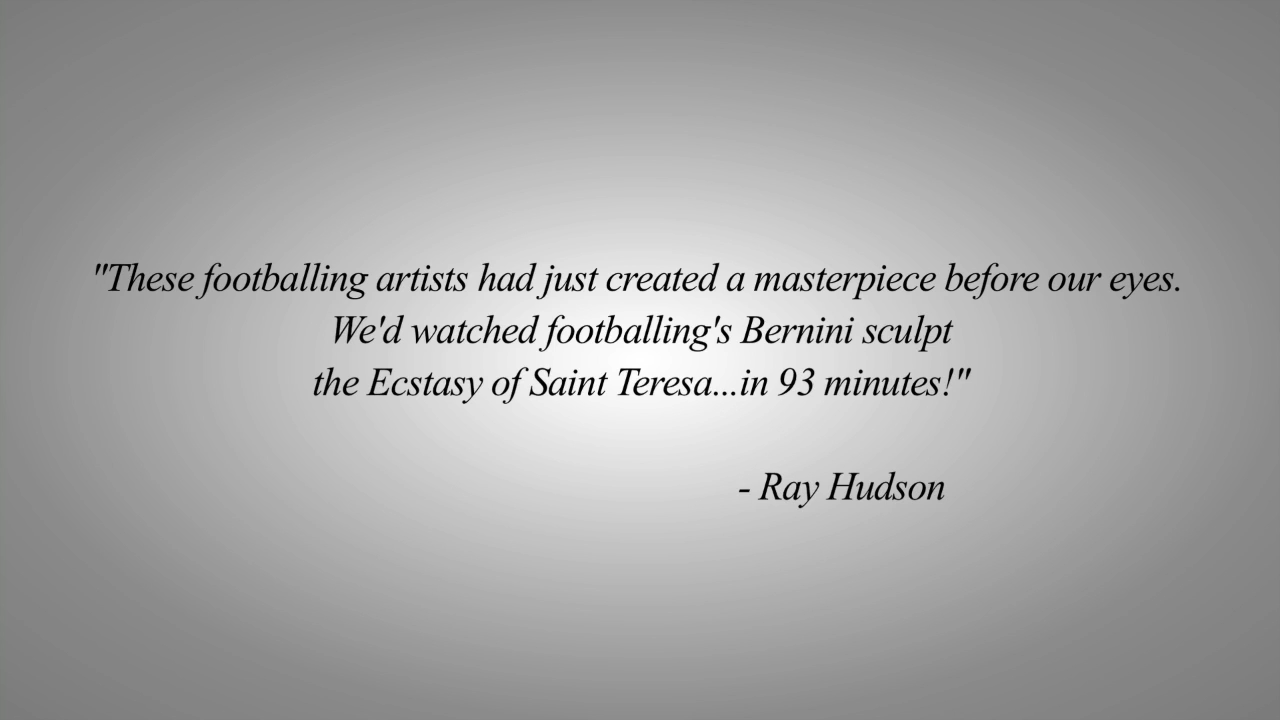 "These footballing artists had just created a masterpiece before our eyes.
We'd watched footballing's Bernini sculpt
the Ecstasy of Saint Teresa...in 93 minutes!"
- Ray Hudson